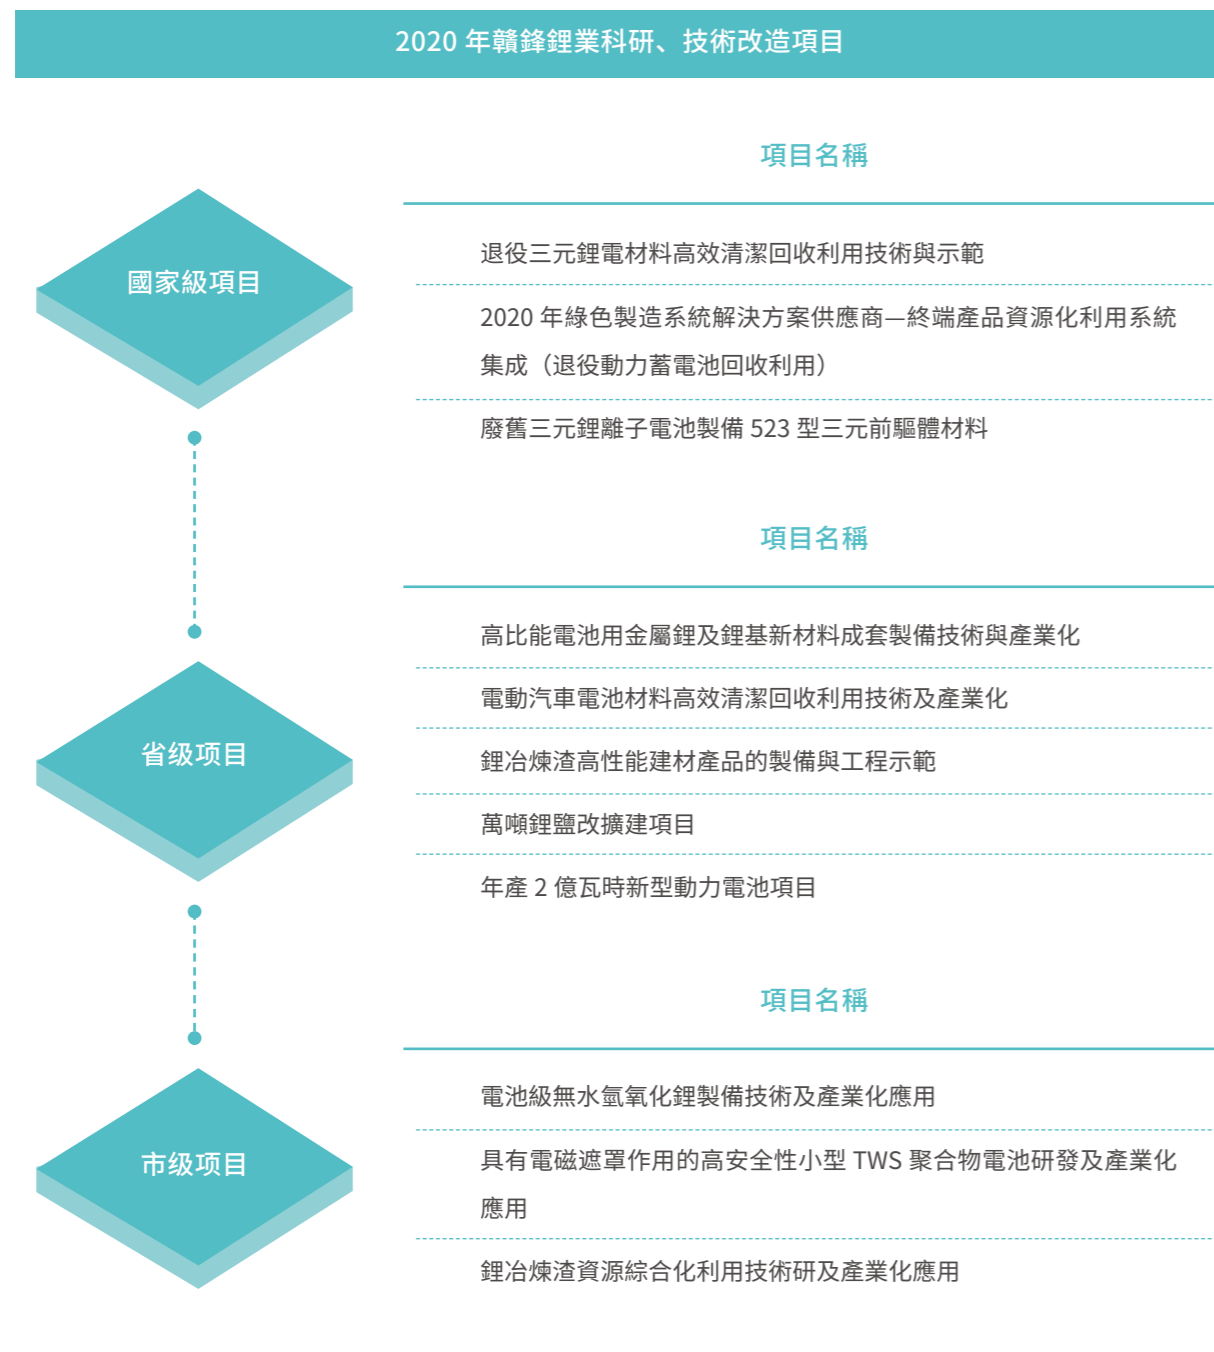 2020 年贛鋒鋰業科研、技術改造項目
國家級項目
項目名稱
退役三元鋰電材料高效清潔回收利用技術與示範
2020 年綠色製造系統解決方案供應商—終端產品資源化利用系統
集成（退役動力蓄電池回收利用）
廢舊三元鋰離子電池製備 523 型三元前驅體材料
省级项目
項目名稱
高比能電池用金屬鋰及鋰基新材料成套製備技術與產業化
電動汽車電池材料高效清潔回收利用技術及產業化
鋰冶煉渣高性能建材產品的製備與工程示範
萬噸鋰鹽改擴建項目
年產 2 億瓦時新型動力電池項目
市级项目
項目名稱
電池級無水氫氧化鋰製備技術及產業化應用
具有電磁遮罩作用的高安全性小型 TWS 聚合物電池研發及產業化
應用
鋰冶煉渣資源綜合化利用技術研及產業化應用